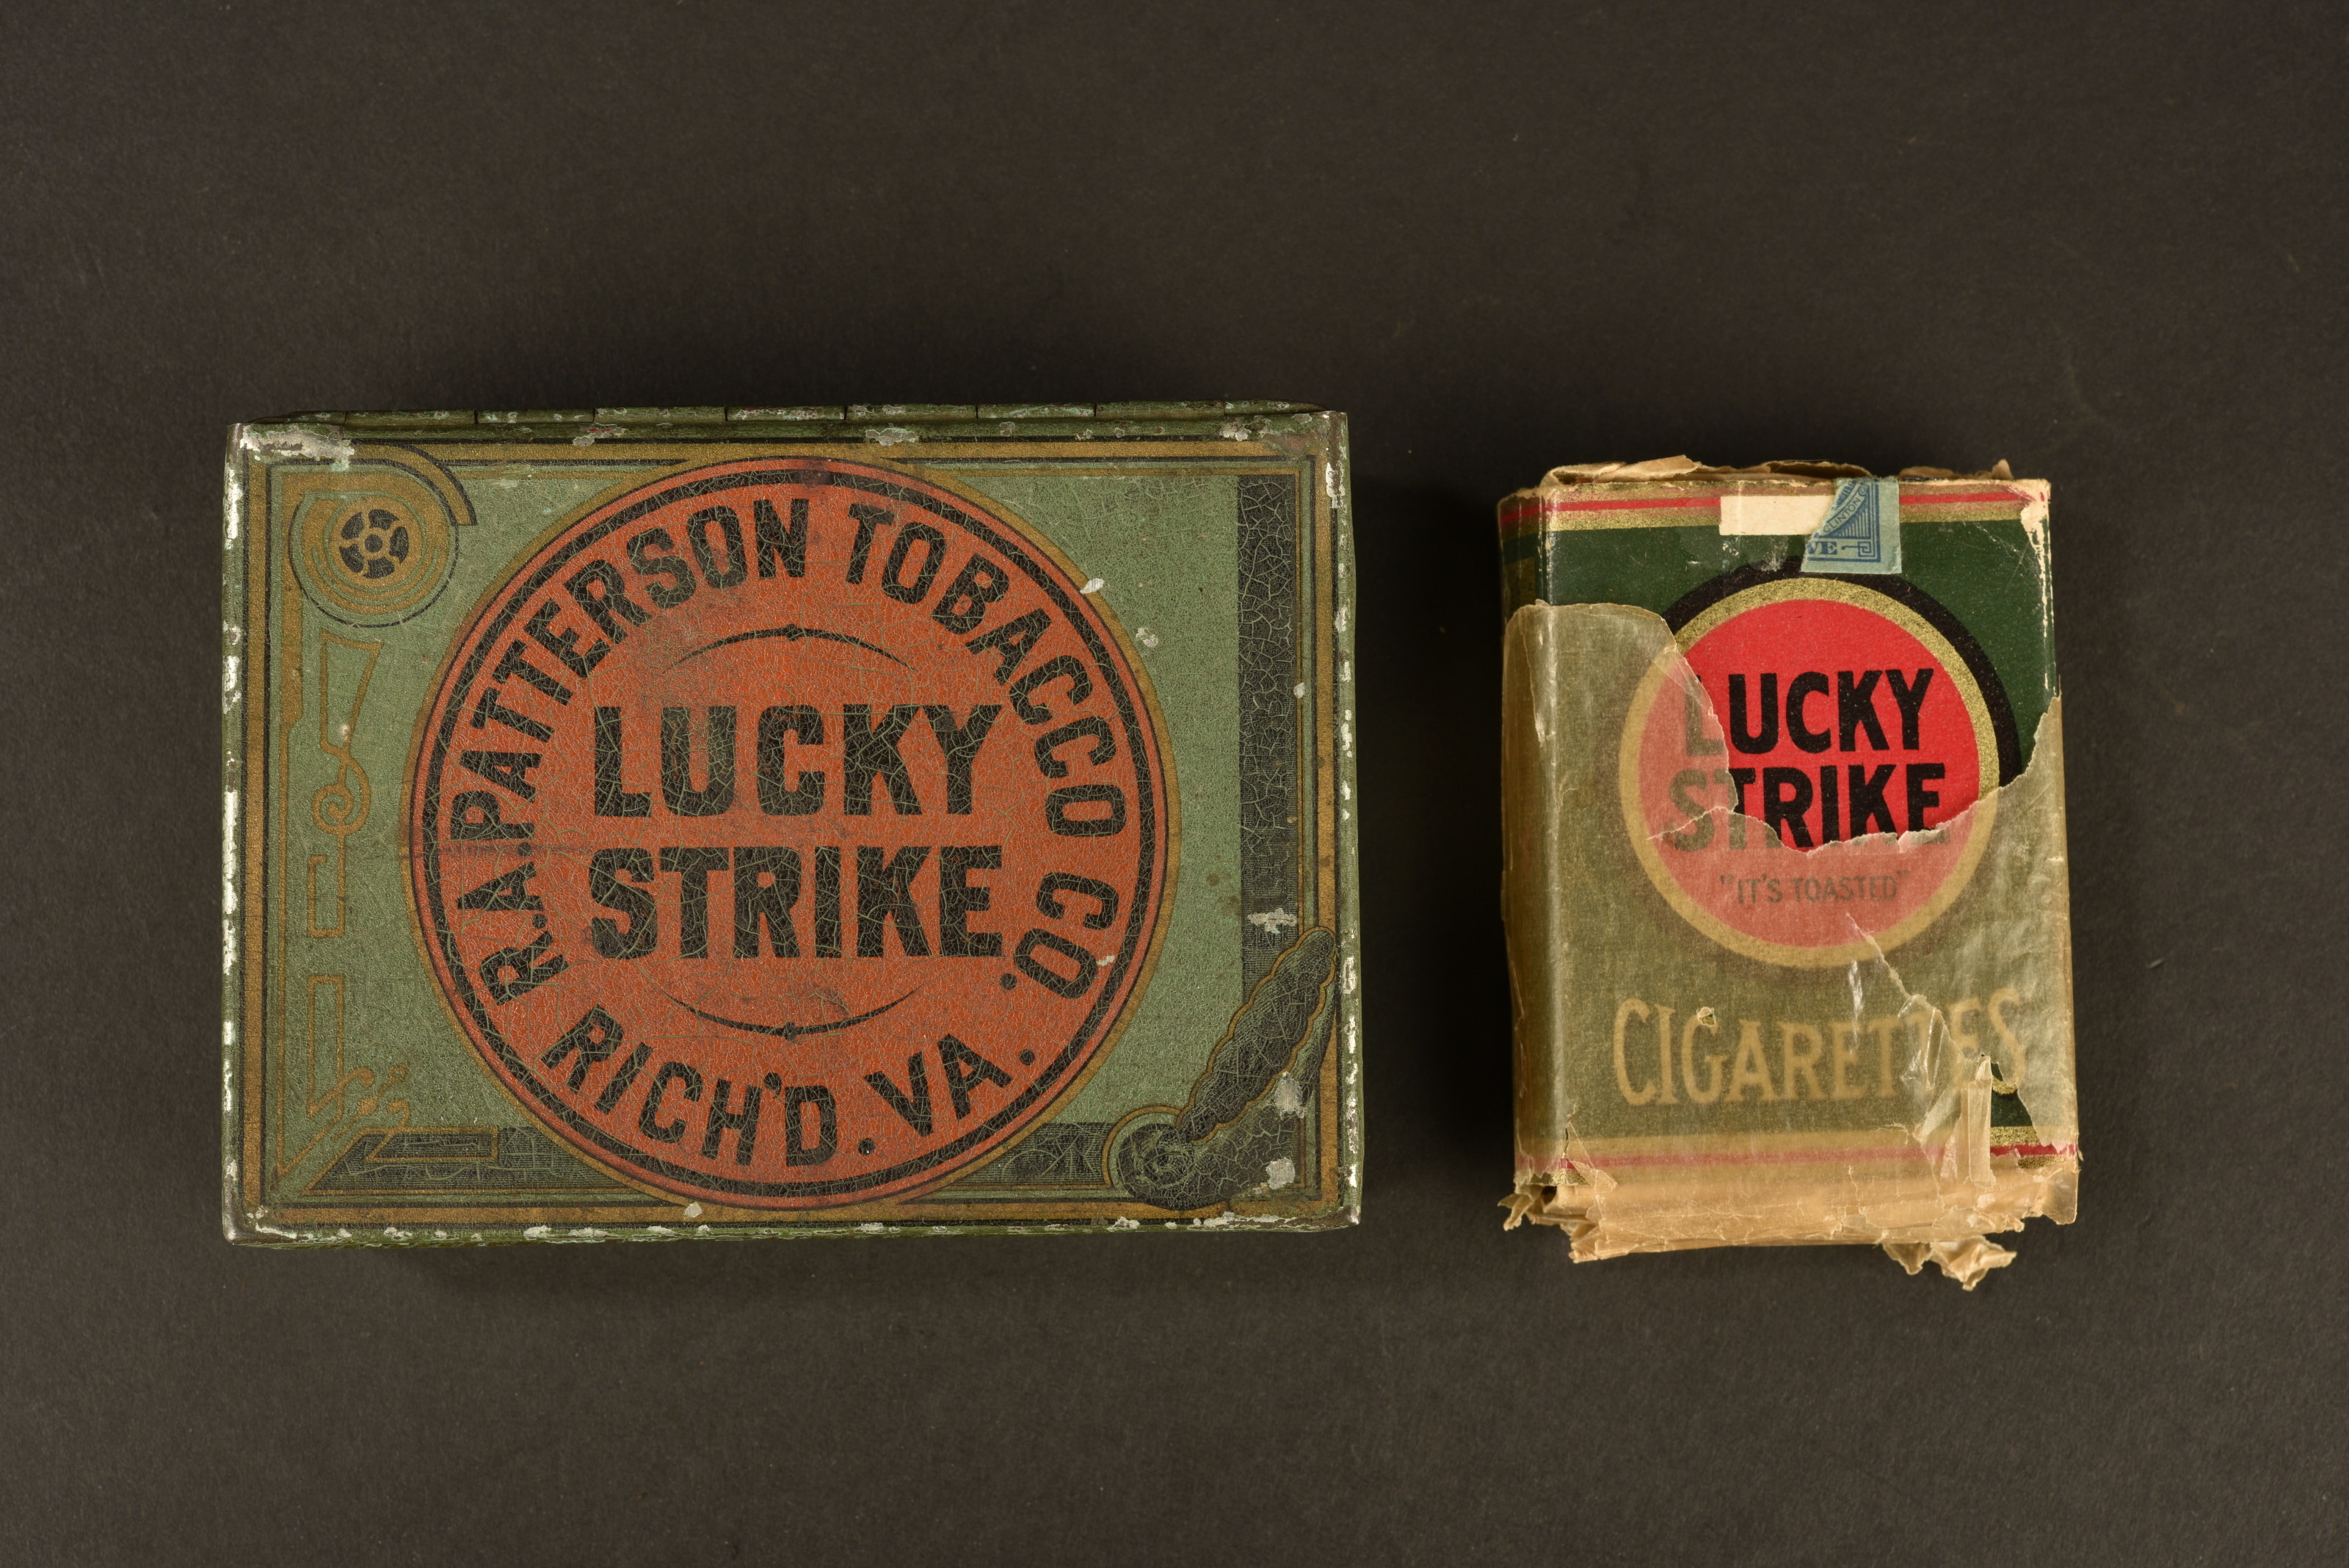 R.A. PATTERSON TOBACCO CO.
LUCKY
STRIKE
RICH'D. VA.
LUCKY
STRIKE
"IT'S TOASTED"
CIGARETTES